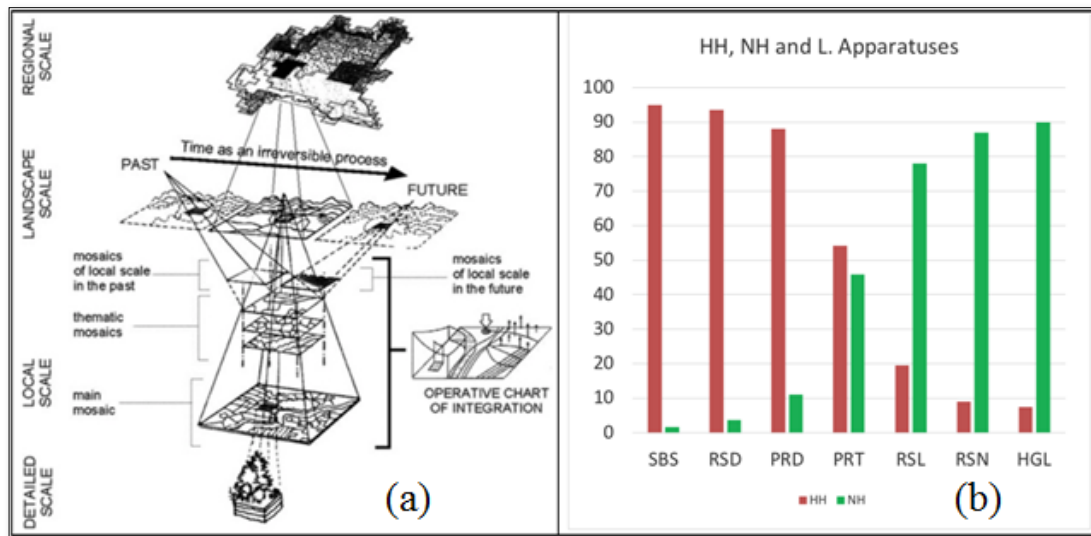 REGIONAL
SCALE
LANDSCAPE
SCALE
LOCAL
SCALE
DETAILED
SCALE
Time as an irreversible process
PAST
FUTURE
mosaics
of local scale
in the past
mosaics
of local scale
in the future
thematic
mosaics
main
mosaic
OPERATIVE CHART
OF INTEGRATION
(a)
HH, NH and L. Apparatuses
100
90
80
70
60
50
40
30
20
10
0
SBS RSD PRD PRT RSL RSN HGL
HH NH
(b)